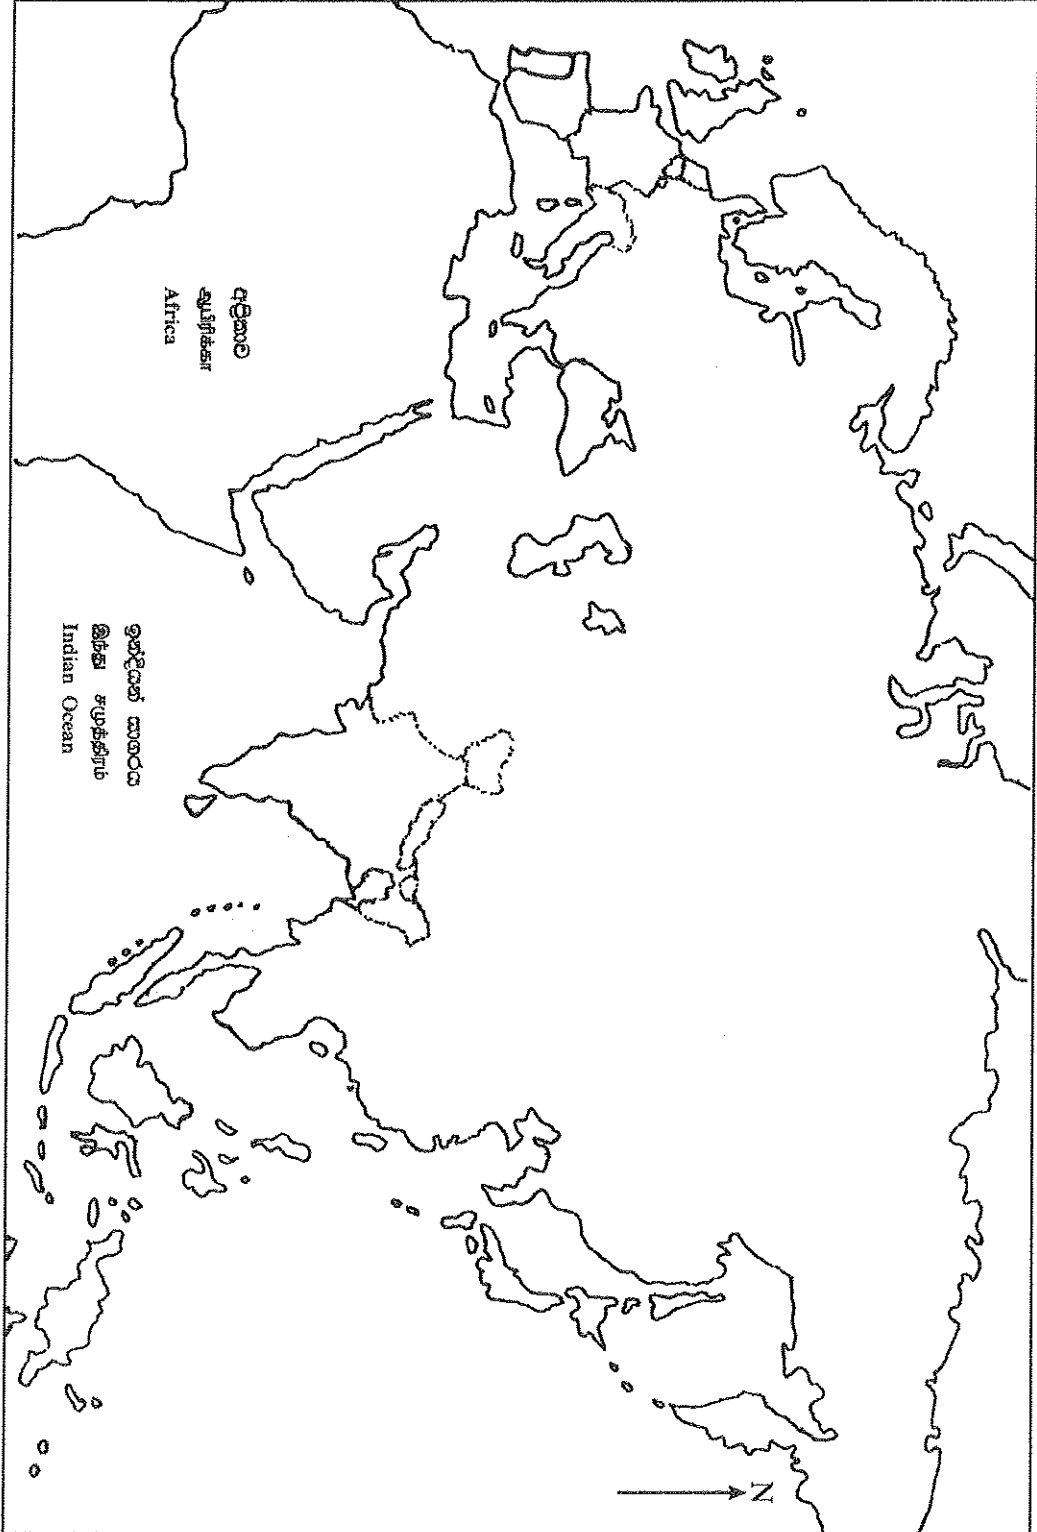 අප්‍රිකාව
ஆபிரிக்கா
Africa
ඉන්දියන් සාගරය
இந்து சமுத்திரம்
Indian Ocean
N